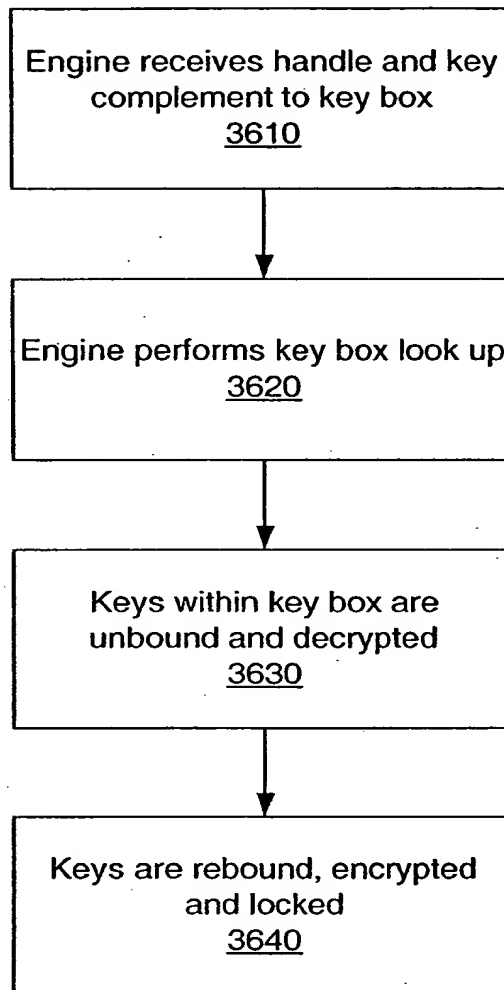 Engine receives handle and key
complement to key box
3610
Engine performs key box look up
3620
Keys within key box are
unbound and decrypted
3630
Keys are rebound, encrypted
and locked
3640